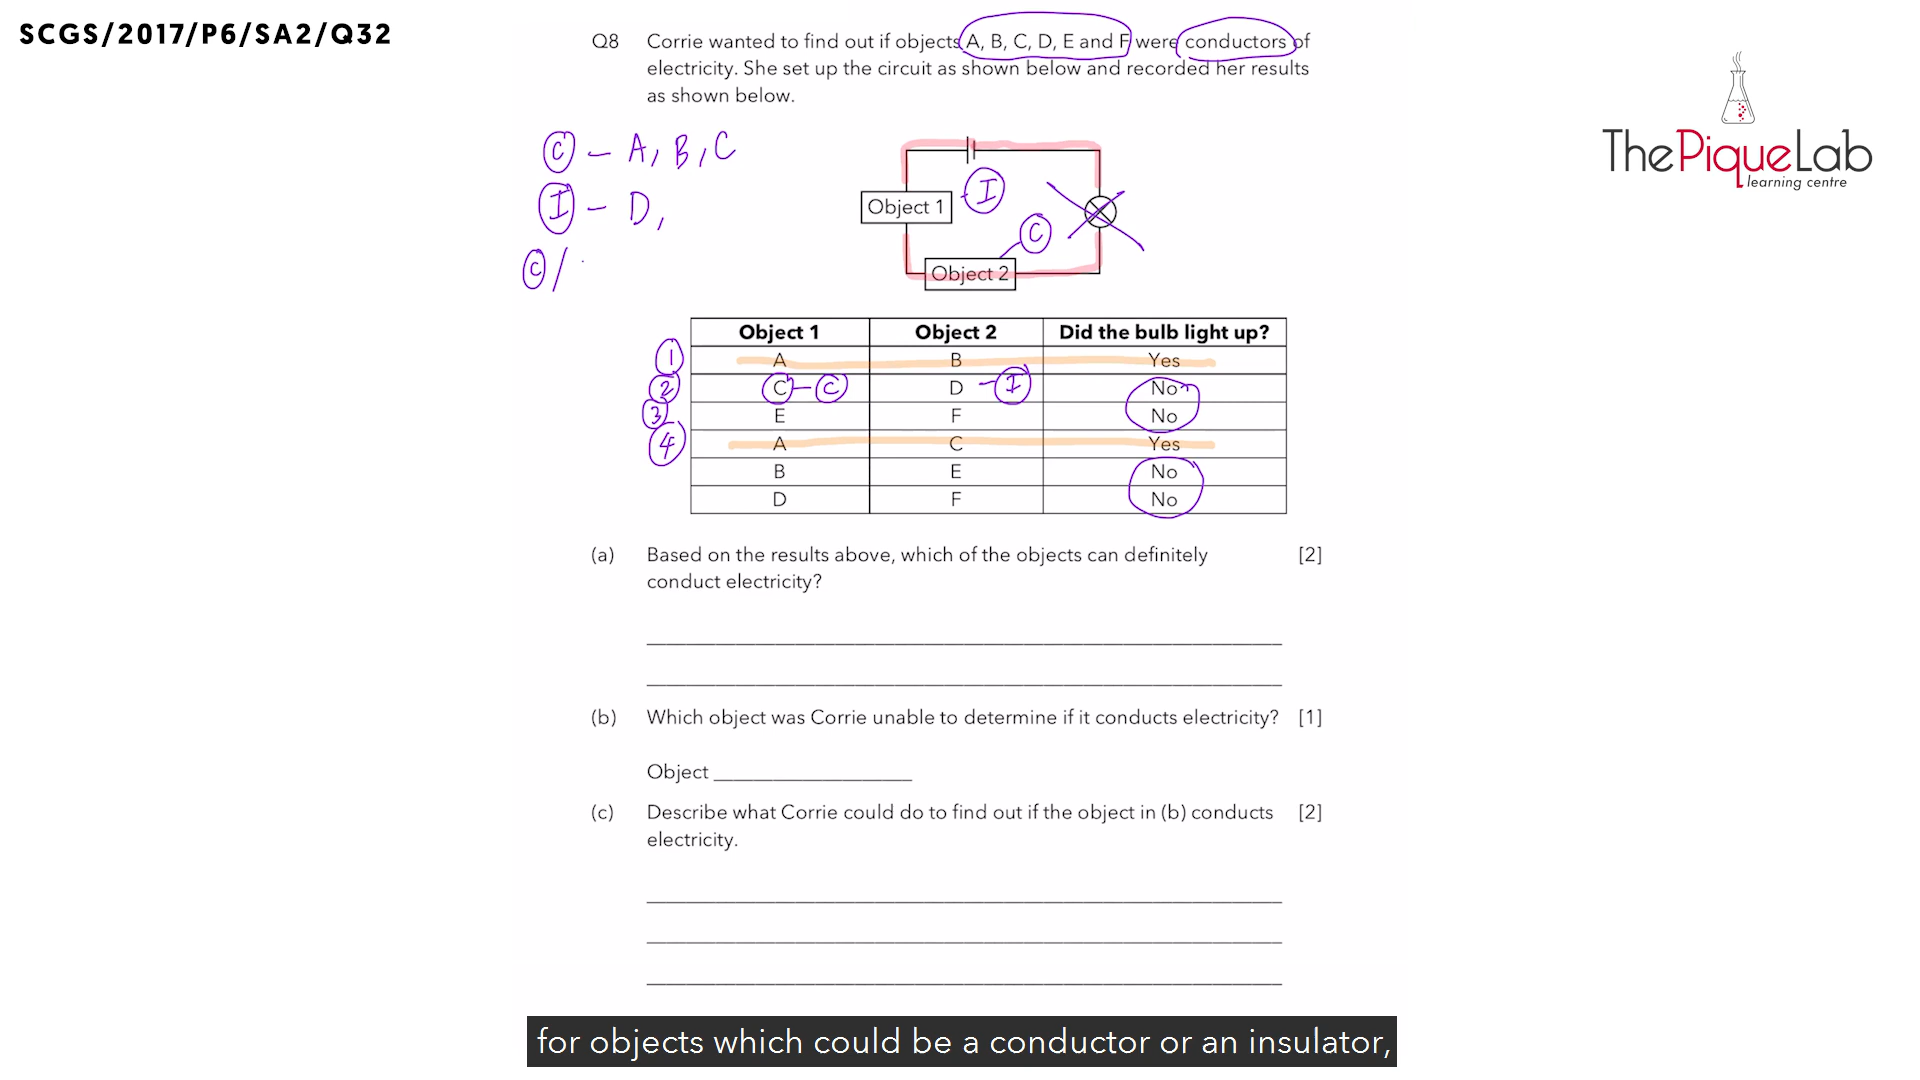 SCGS/2017/P6/SA2/Q32
Q8 Corrie wanted to find out if objects A, B, C, D, E and F were conductors of
electricity. She set up the circuit as shown below and recorded her results
as shown below.
ThePiqueLab
learning centre
C - A, B, C
I - D,
C /
Object 1
I
C
Object 2
Object 1 Object 2 Did the bulb light up?
1 A B Yes
2 C - C D - I No
3 E F No
4 A C Yes
B E No
D F No
(a) Based on the results above, which of the objects can definitely [2]
conduct electricity?
(b) Which object was Corrie unable to determine if it conducts electricity? [1]
Object
(c) Describe what Corrie could do to find out if the object in (b) conducts [2]
electricity.
for objects which could be a conductor or an insulator,